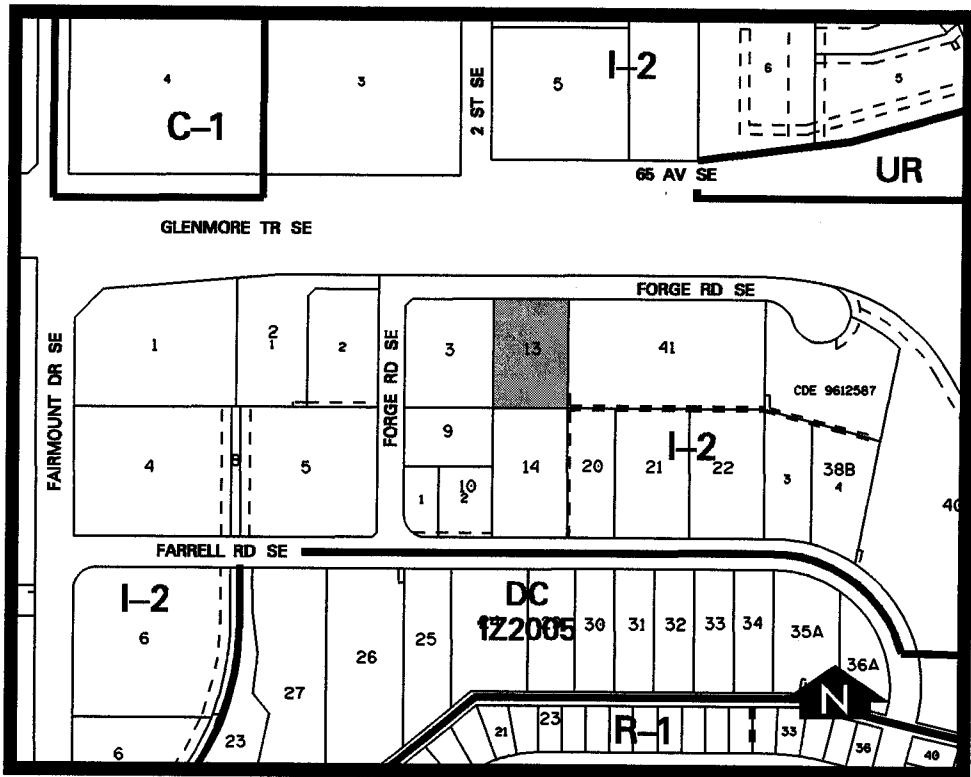 4
3
2 ST SE
5
I-2
6
5
C-1
65 AV SE
UR
GLENMORE TR SE
FORGE RD SE
FAIRMOUNT DR SE
1
2
1
2
FORGE RD SE
3
13
41
CDE 9612587
4
5
9
10
1
2
14
20
21
I-2
22
3
38B
4
40
FARRELL RD SE
I-2
6
6
23
27
26
25
DC
1Z2005
30
31
32
33
34
35A
36A
N
21
23
R-1
33
36
40